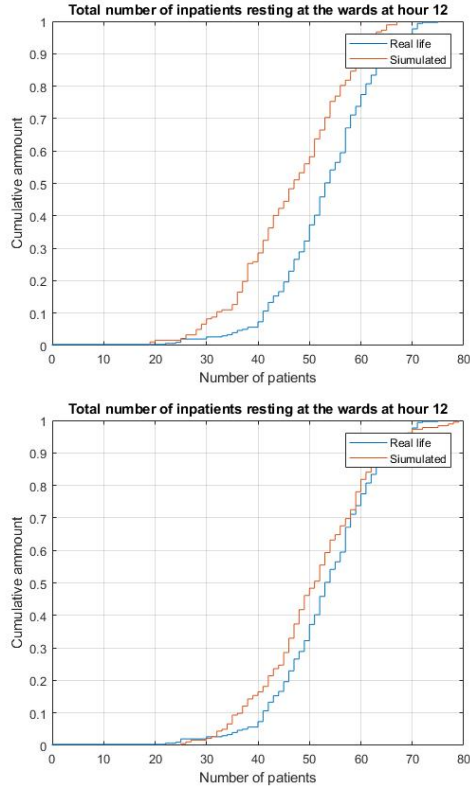 Total number of inpatients resting at the wards at hour 12
Real life
Siumulated
Cumulative ammount
1
0.9
0.8
0.7
0.6
0.5
0.4
0.3
0.2
0.1
0
0 10 20 30 40 50 60 70 80
Number of patients
Total number of inpatients resting at the wards at hour 12
Real life
Siumulated
Cumulative ammount
1
0.9
0.8
0.7
0.6
0.5
0.4
0.3
0.2
0.1
0
0 10 20 30 40 50 60 70 80
Number of patients